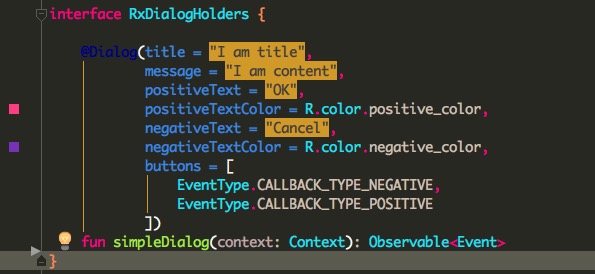 interface RxDialogHolders {
@Dialog(title = "I am title",
message = "I am content",
positiveText = "OK",
positiveTextColor = R.color.positive_color,
negativeText = "Cancel",
negativeTextColor = R.color.negative_color,
buttons = [
EventType.CALLBACK_TYPE_NEGATIVE,
EventType.CALLBACK_TYPE_POSITIVE
])
fun simpleDialog(context: Context): Observable<Event>
}